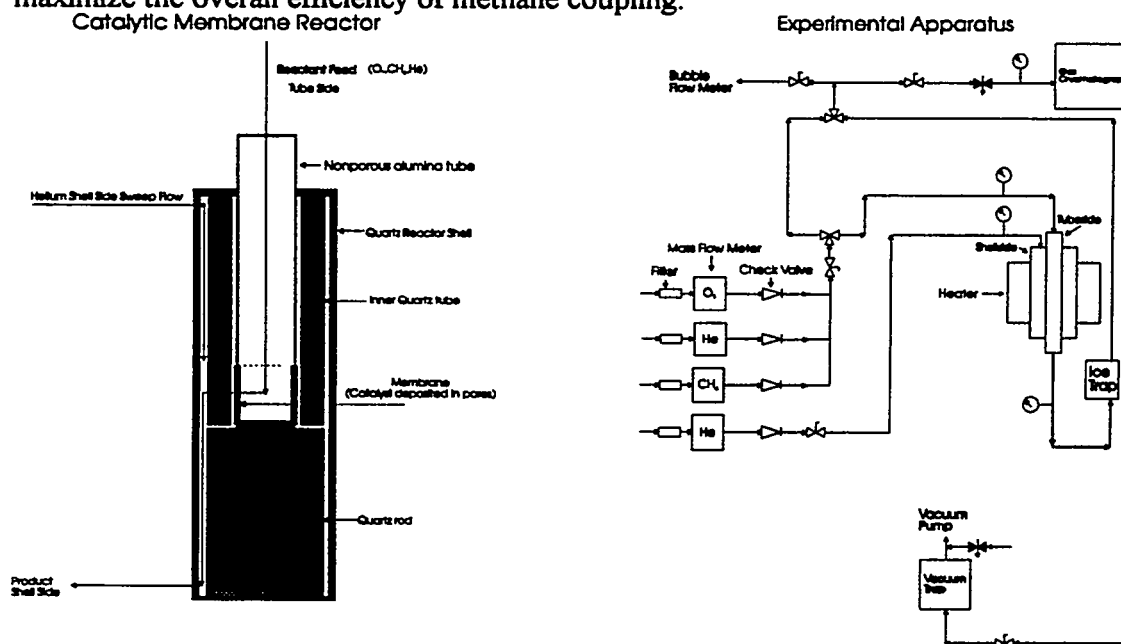 maximize the overall efficiency of methane coupling.
Catalytic Membrane Reactor
Reactant Feed (O₂,CH₄,He)
Tube Side
Nonporous alumina tube
Helium Shell Side Sweep Flow
Quartz Reactor Shell
Inner Quartz tube
Membrane
(Catalyst deposited in pores)
Quartz rod
Product
Shell Side
Experimental Apparatus
Bubble
Flow Meter
Gas
Chromatograph
Tubeside
Shellside
Mass Flow Meter
Filter
Check Valve
O₂
Heater
He
CH₄
Ice
Trap
He
Vacuum
Pump
Vacuum
Trap